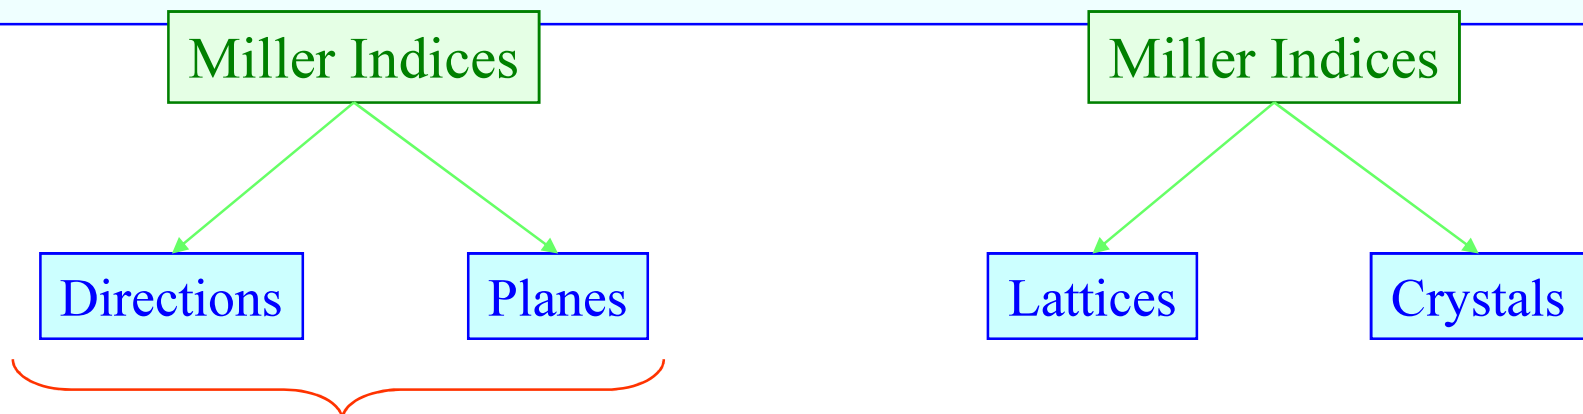 Miller Indices
Miller Indices
Directions
Planes
Lattices
Crystals